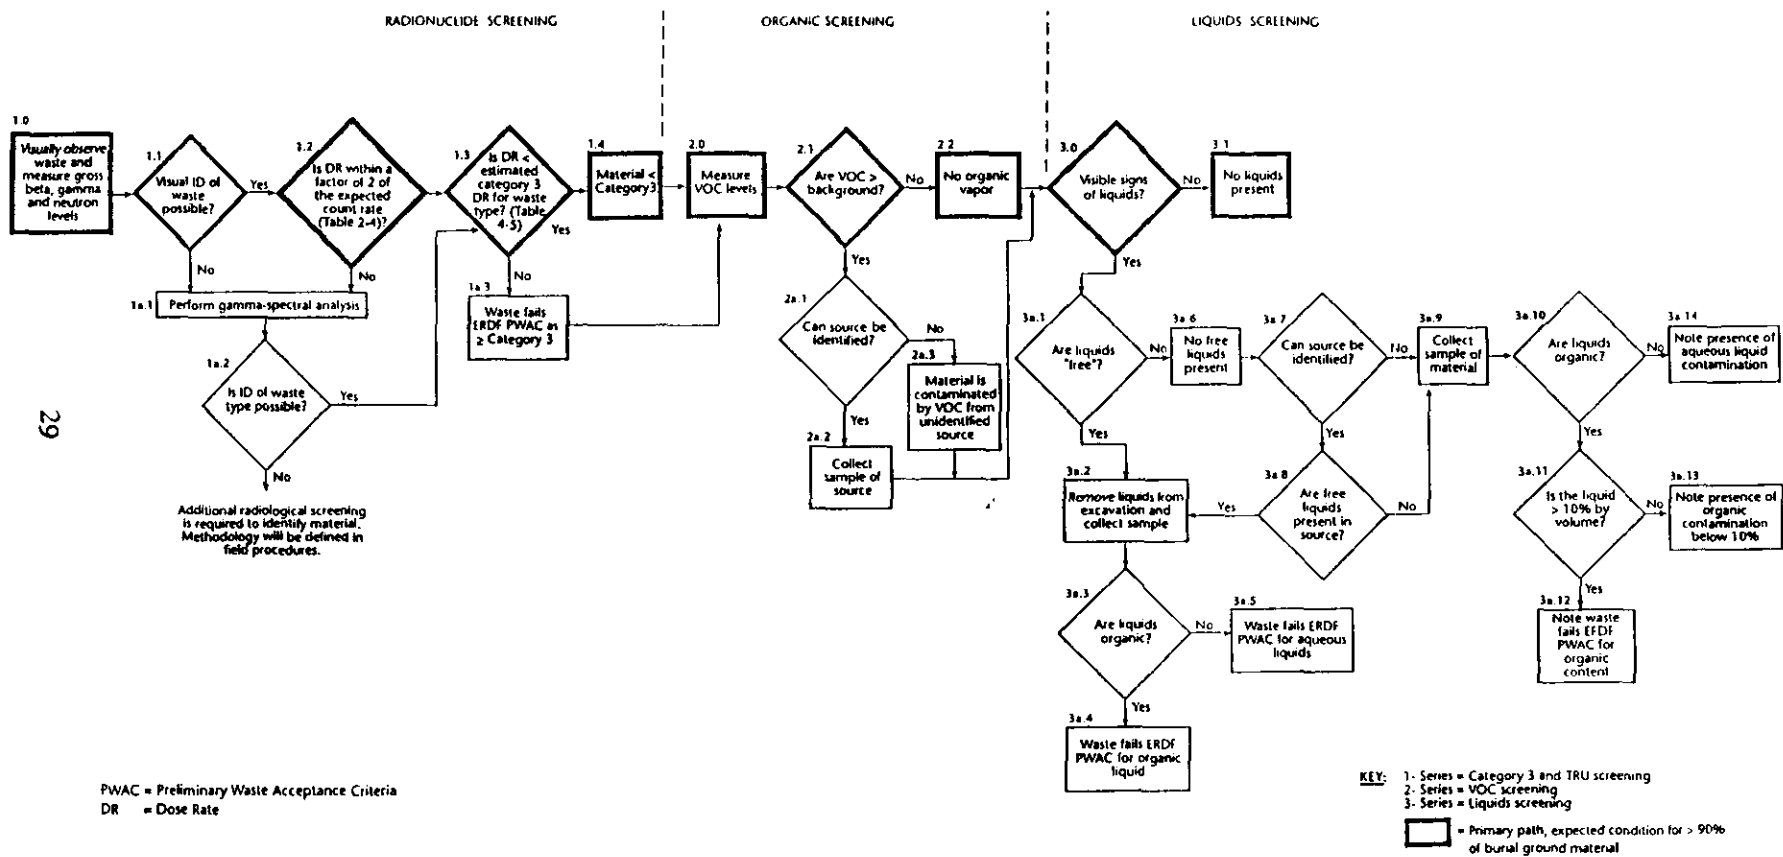 RADIONUCLIDE SCREENING
ORGANIC SCREENING
LIQUIDS SCREENING
1.0
Visually observe
waste and
measure gross
beta, gamma
and neutron
levels
1.1
Visual ID of
waste possible?
Yes
No
1.2
Is DR within a
factor of 2 of
the expected
count rate
(Table 2-4)?
No
1.3
Is DR <
estimated
category 3
DR for waste
type? (Table
4-5)
Yes
No
1.4
Material <
Category 3
1a.1
Perform gamma-spectral analysis
1a.2
Is ID of waste
type possible?
Yes
No
Additional radiological screening
is required to identify material.
Methodology will be defined in
field procedures.
1a 3
Waste fails
ERDF PWAC as
≥ Category 3
2.0
Measure
VOC levels
2.1
Are VOC >
background?
No
Yes
2 2
No organic
vapor
2a.1
Can source be
identified?
No
Yes
2a.3
Material is
contaminated
by VOC from
unidentified
source
2a.2
Collect
sample of
source
3.0
Visible signs
of liquids?
No
Yes
3 1
No liquids
present
3a.1
Are liquids
"free"?
No
Yes
3a 6
No free
liquids
present
3a 7
Can source be
identified?
No
Yes
3a.9
Collect
sample of
material
3a.10
Are liquids
organic?
No
Yes
3a 14
Note presence of
aqueous liquid
contamination
3a.2
Remove liquids from
excavation and
collect sample
3a 8
Are free
liquids
present in
source?
Yes
No
3a.11
Is the liquid
> 10% by
volume?
No
Yes
3a.13
Note presence of
organic
contamination
below 10%
3a.12
Note waste
fails EFDF
PWAC for
organic
content
3a.3
Are liquids
organic?
No
Yes
3a.5
Waste fails ERDF
PWAC for aqueous
liquids
3a.4
Waste fails ERDF
PWAC for organic
liquid
29
PWAC = Preliminary Waste Acceptance Criteria
DR = Dose Rate
KEY: 1- Series = Category 3 and TRU screening
2- Series = VOC screening
3- Series = Liquids screening
= Primary path, expected condition for > 90%
of burial ground material